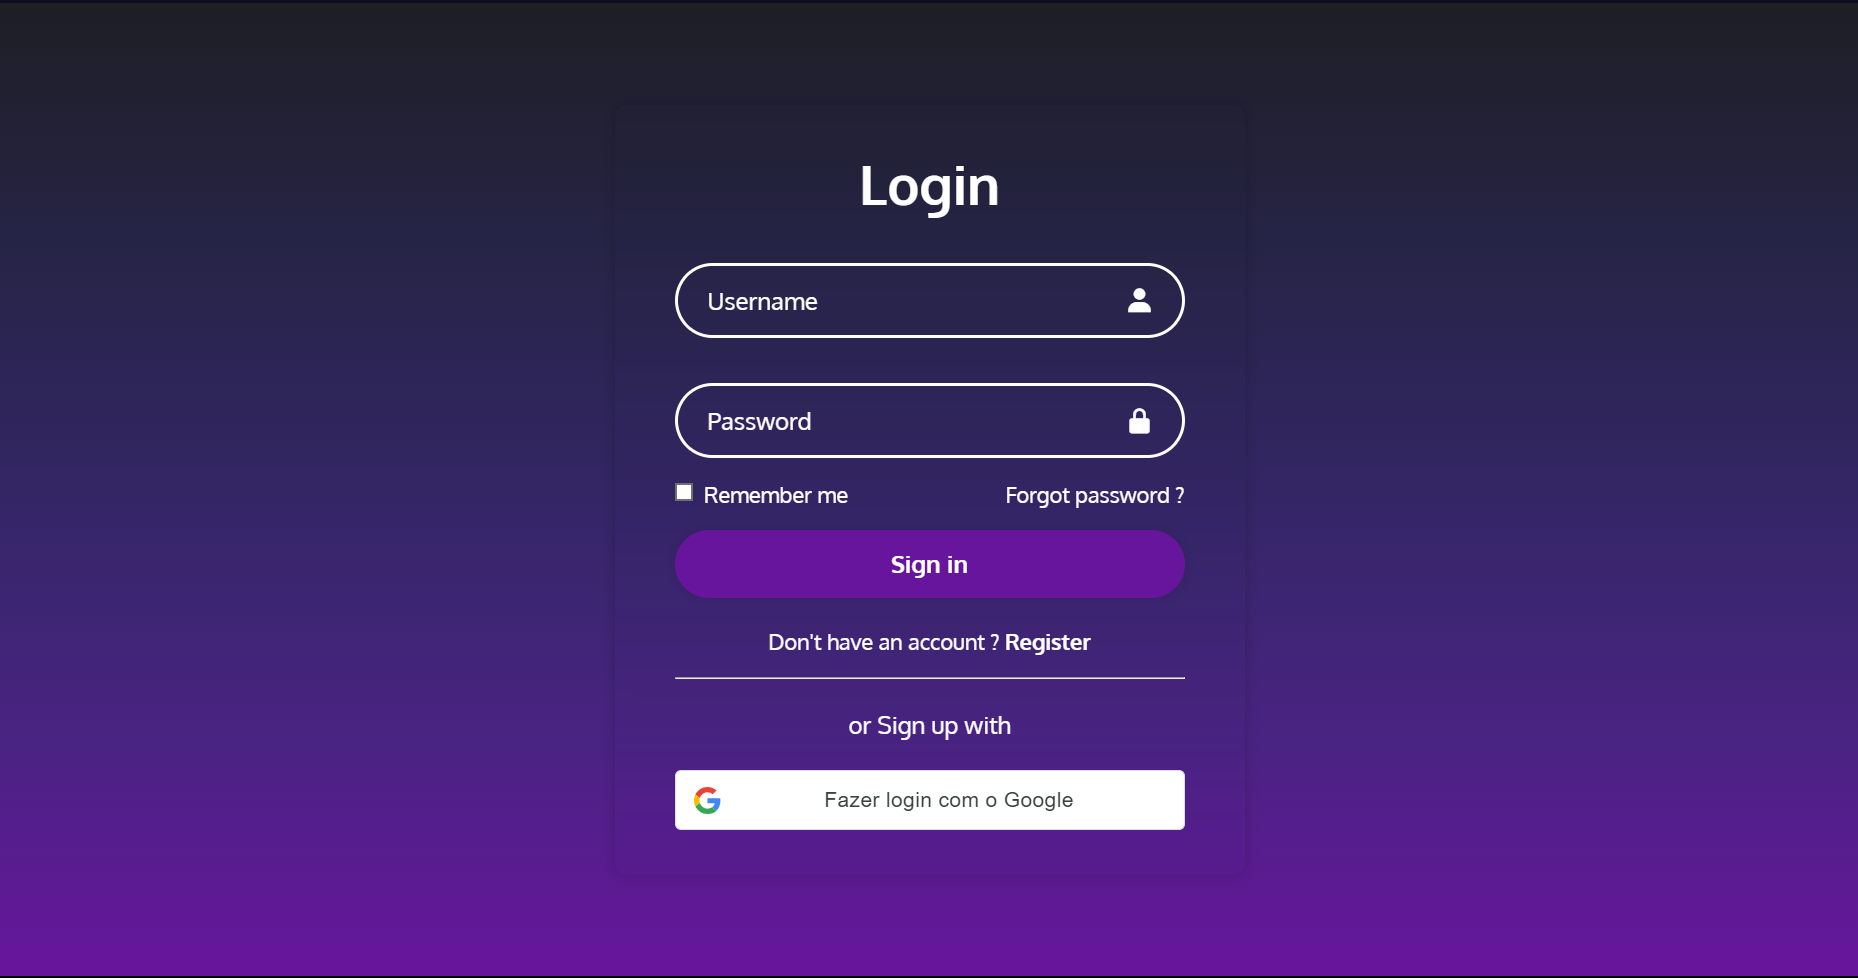 Login
Username
Password
Remember me
Forgot password ?
Sign in
Don't have an account ? Register
or Sign up with
Fazer login com o Google